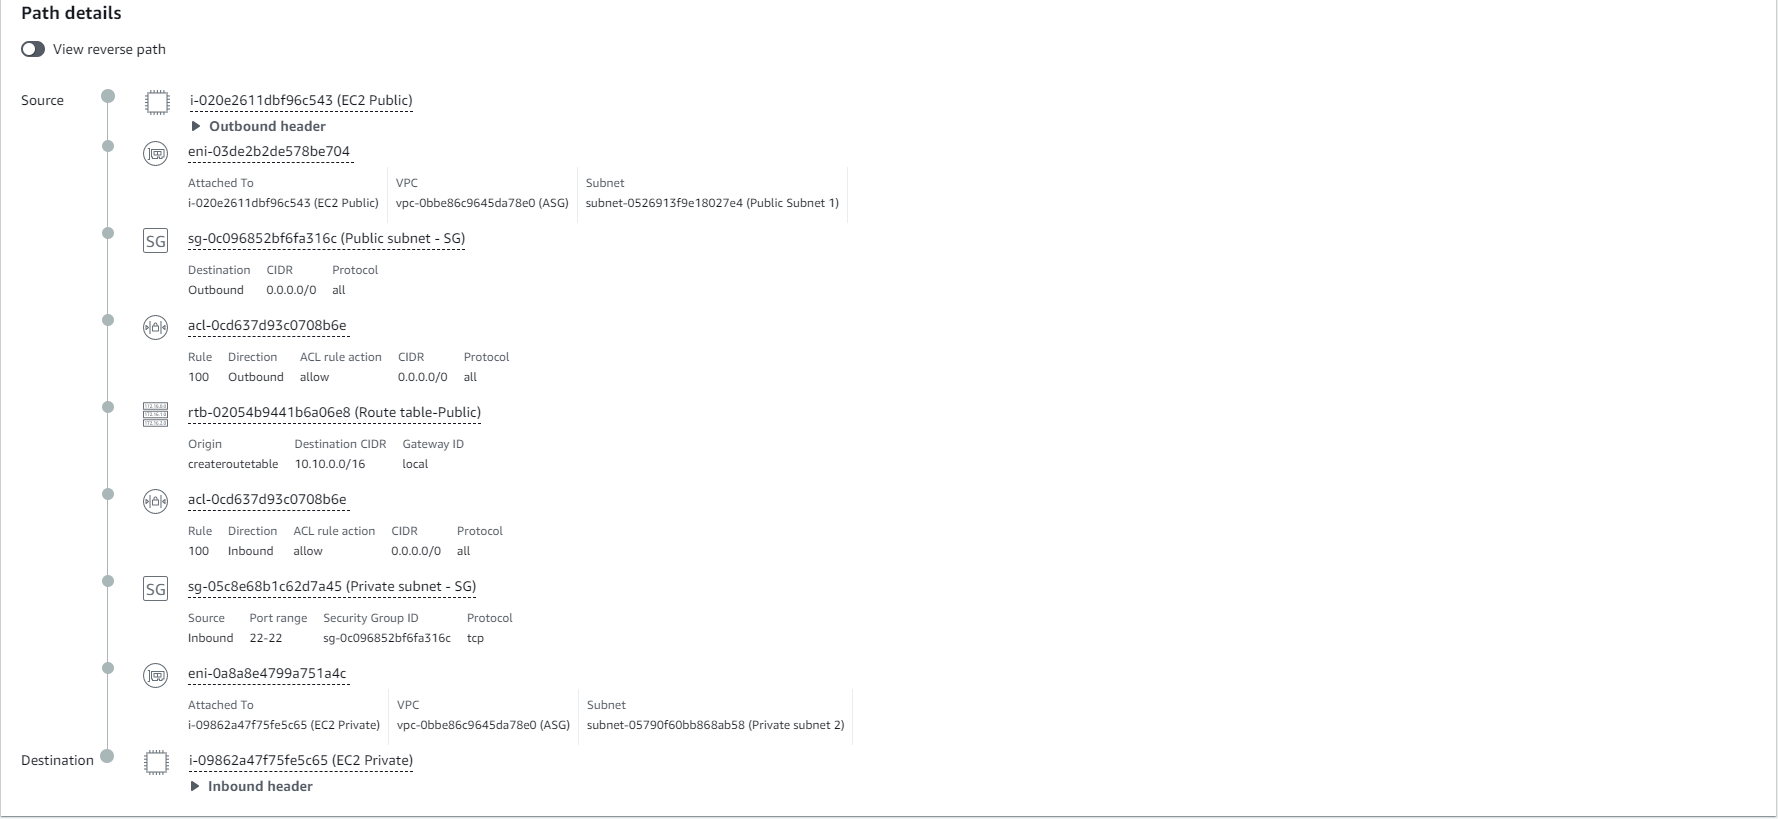 Path details
View reverse path
Source
i-020e2611dbf96c543 (EC2 Public)
Outbound header
eni-03de2b2de578be704
Attached To VPC Subnet
i-020e2611dbf96c543 (EC2 Public) vpc-0bbe86c9645da78e0 (ASG) subnet-0526913f9e18027e4 (Public Subnet 1)
SG sg-0c096852bf6fa316c (Public subnet - SG)
Destination CIDR Protocol
Outbound 0.0.0.0/0 all
acl-0cd637d93c0708b6e
Rule Direction ACL rule action CIDR Protocol
100 Outbound allow 0.0.0.0/0 all
rtb-02054b9441b6a06e8 (Route table-Public)
Origin Destination CIDR Gateway ID
createroutetable 10.10.0.0/16 local
acl-0cd637d93c0708b6e
Rule Direction ACL rule action CIDR Protocol
100 Inbound allow 0.0.0.0/0 all
SG sg-05c8e68b1c62d7a45 (Private subnet - SG)
Source Port range Security Group ID Protocol
Inbound 22-22 sg-0c096852bf6fa316c tcp
eni-0a8a8e4799a751a4c
Attached To VPC Subnet
i-09862a47f75fe5c65 (EC2 Private) vpc-0bbe86c9645da78e0 (ASG) subnet-05790f60bb868ab58 (Private subnet 2)
Destination
i-09862a47f75fe5c65 (EC2 Private)
Inbound header